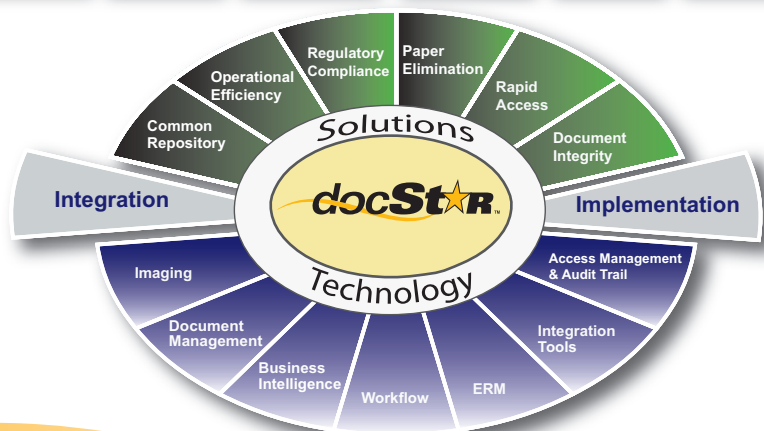 Regulatory
Compliance
Paper
Elimination
Operational
Efficiency
Rapid
Access
Common
Repository
Document
Integrity
Solutions
Integration
docStAR™
Implementation
Technology
Imaging
Access Management
& Audit Trail
Document
Management
Integration
Tools
Business
Intelligence
Workflow
ERM